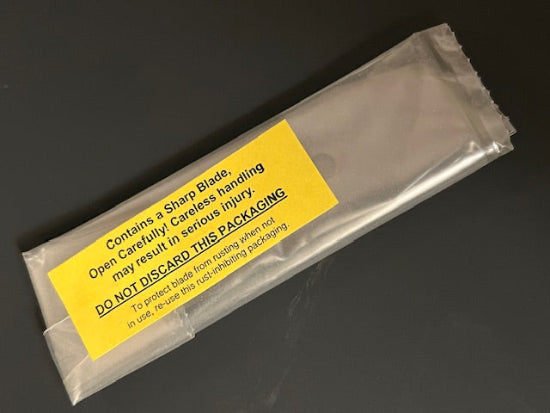 Contains a Sharp Blade,
Open Carefully! Careless handling
may result in serious injury.
DO NOT DISCARD THIS PACKAGING
To protect blade from rusting when not
in use, re-use this rust-inhibiting packaging.